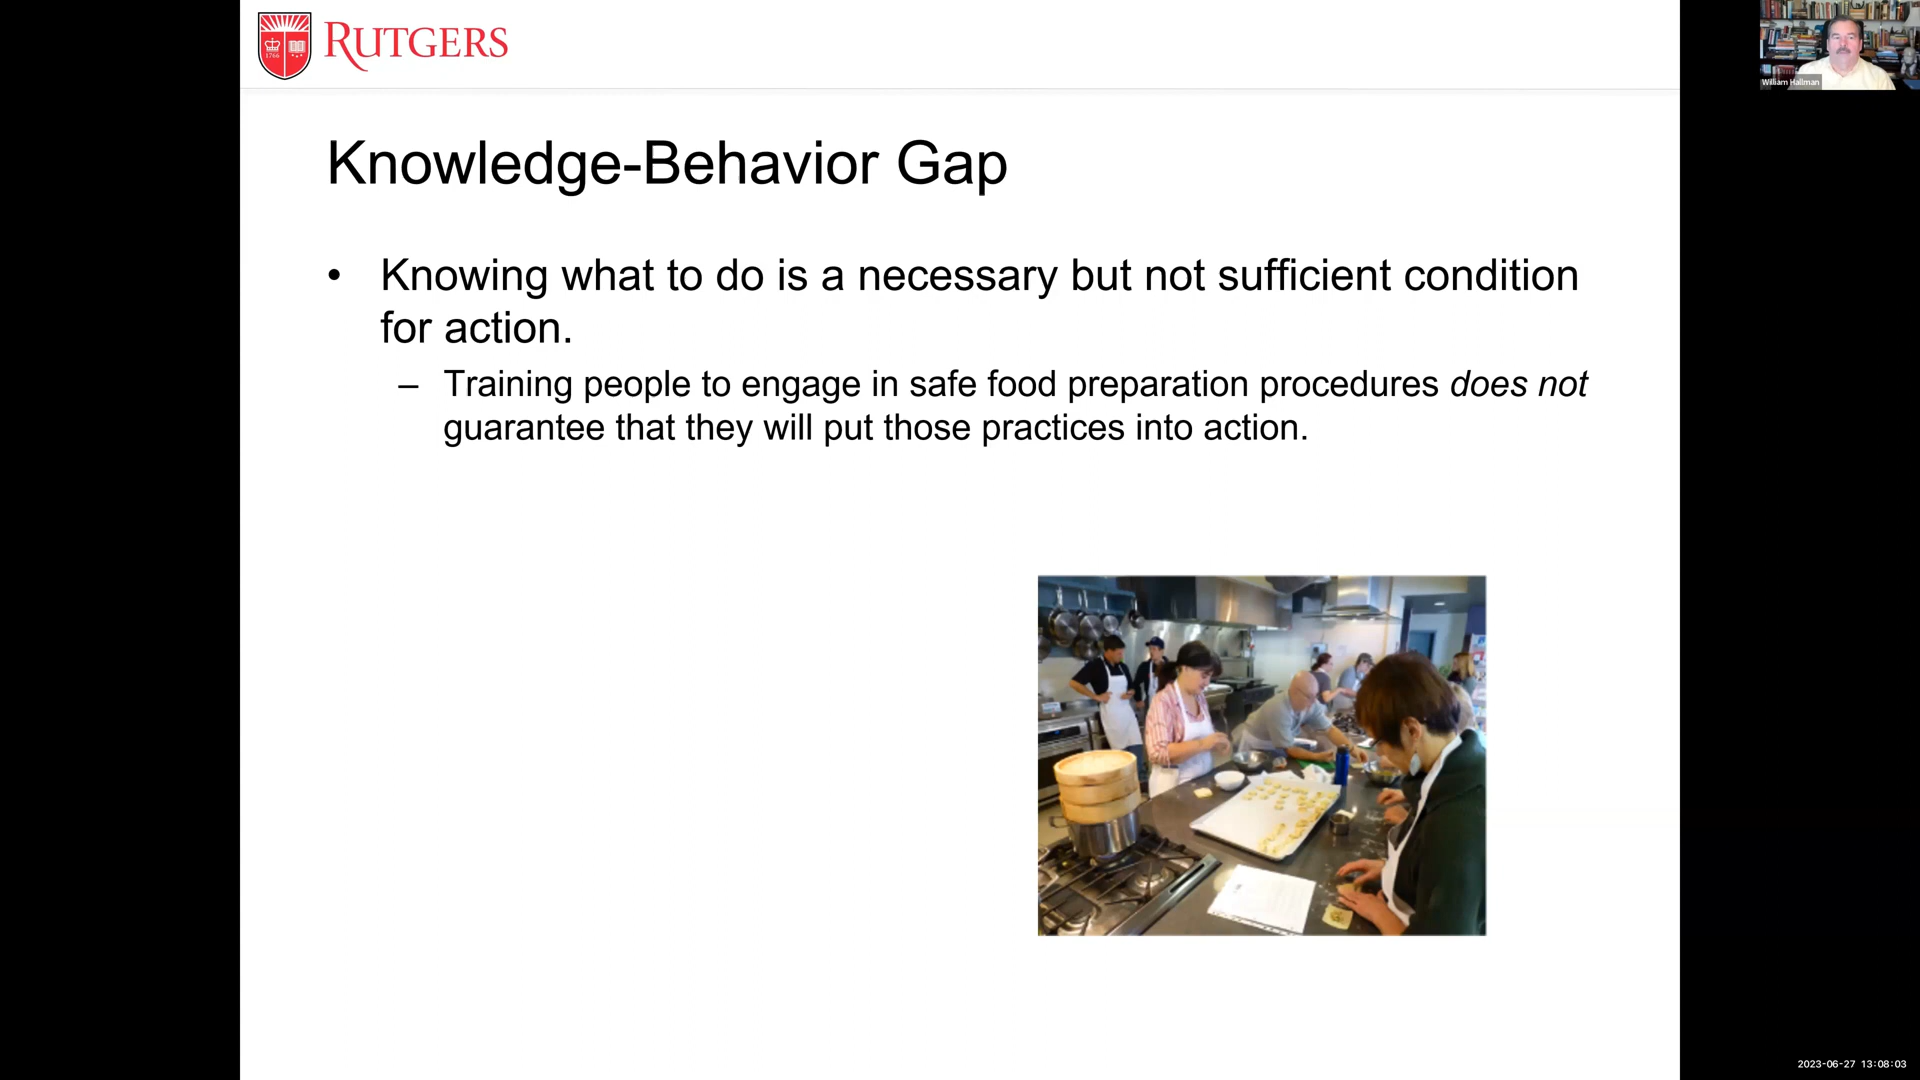 1766
RUTGERS
William Hallman
Knowledge-Behavior Gap
• Knowing what to do is a necessary but not sufficient condition
for action.
– Training people to engage in safe food preparation procedures does not
guarantee that they will put those practices into action.
2023-06-27 13:08:03